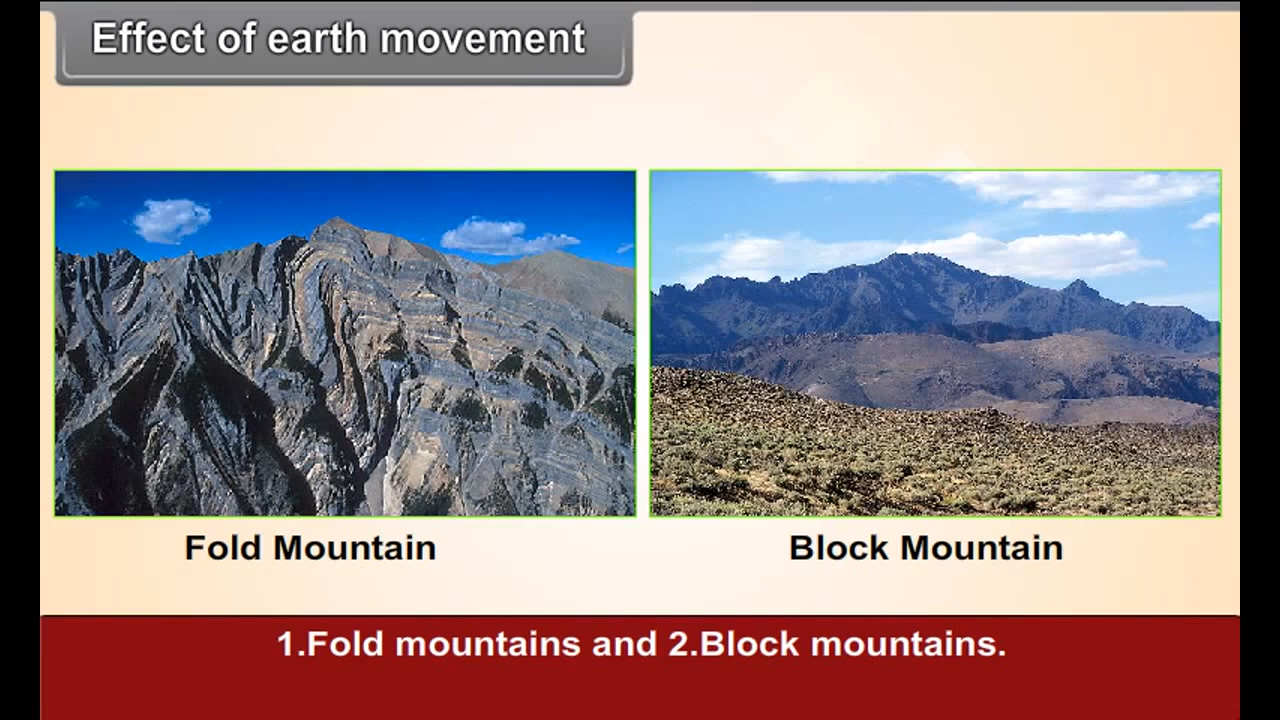 Effect of earth movement
Fold Mountain
Block Mountain
1.Fold mountains and 2.Block mountains.